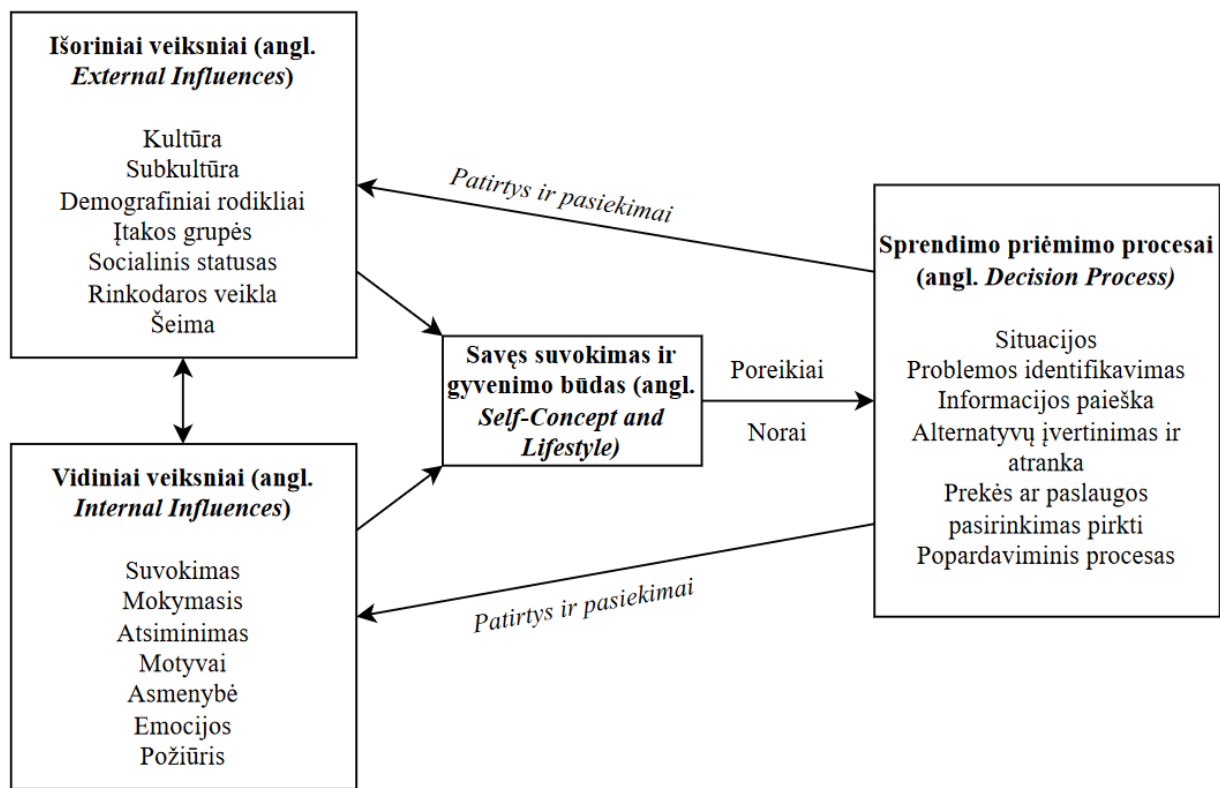 Išoriniai veiksniai (angl.
External Influences)
Kultūra
Subkultūra
Demografiniai rodikliai
Įtakos grupės
Socialinis statusas
Rinkodaros veikla
Šeima
Vidiniai veiksniai (angl.
Internal Influences)
Suvokimas
Mokymasis
Atsiminimas
Motyvai
Asmenybė
Emocijos
Požiūris
Savęs suvokimas ir
gyvenimo būdas (angl.
Self-Concept and
Lifestyle)
Poreikiai
Norai
Patirtys ir pasiekimai
Patirtys ir pasiekimai
Sprendimo priėmimo procesai
(angl. Decision Process)
Situacijos
Problemos identifikavimas
Informacijos paieška
Alternatyvų įvertinimas ir
atranka
Prekės ar paslaugos
pasirinkimas pirkti
Popardaviminis procesas